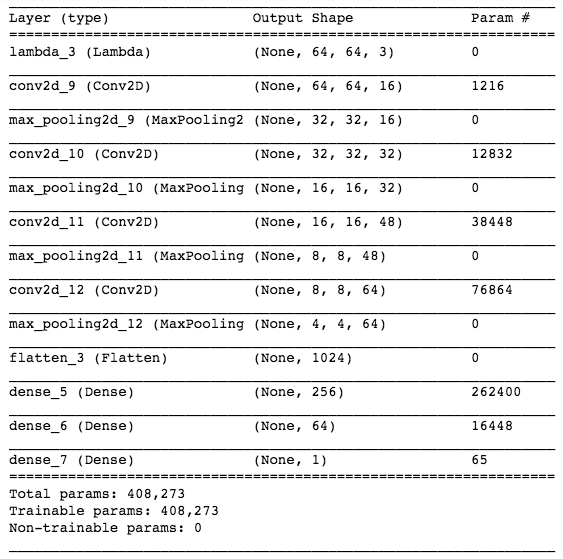 Layer (type) Output Shape Param #
lambda_3 (Lambda) (None, 64, 64, 3) 0
conv2d_9 (Conv2D) (None, 64, 64, 16) 1216
max_pooling2d_9 (MaxPooling2 (None, 32, 32, 16) 0
conv2d_10 (Conv2D) (None, 32, 32, 32) 12832
max_pooling2d_10 (MaxPooling (None, 16, 16, 32) 0
conv2d_11 (Conv2D) (None, 16, 16, 48) 38448
max_pooling2d_11 (MaxPooling (None, 8, 8, 48) 0
conv2d_12 (Conv2D) (None, 8, 8, 64) 76864
max_pooling2d_12 (MaxPooling (None, 4, 4, 64) 0
flatten_3 (Flatten) (None, 1024) 0
dense_5 (Dense) (None, 256) 262400
dense_6 (Dense) (None, 64) 16448
dense_7 (Dense) (None, 1) 65
Total params: 408,273
Trainable params: 408,273
Non-trainable params: 0